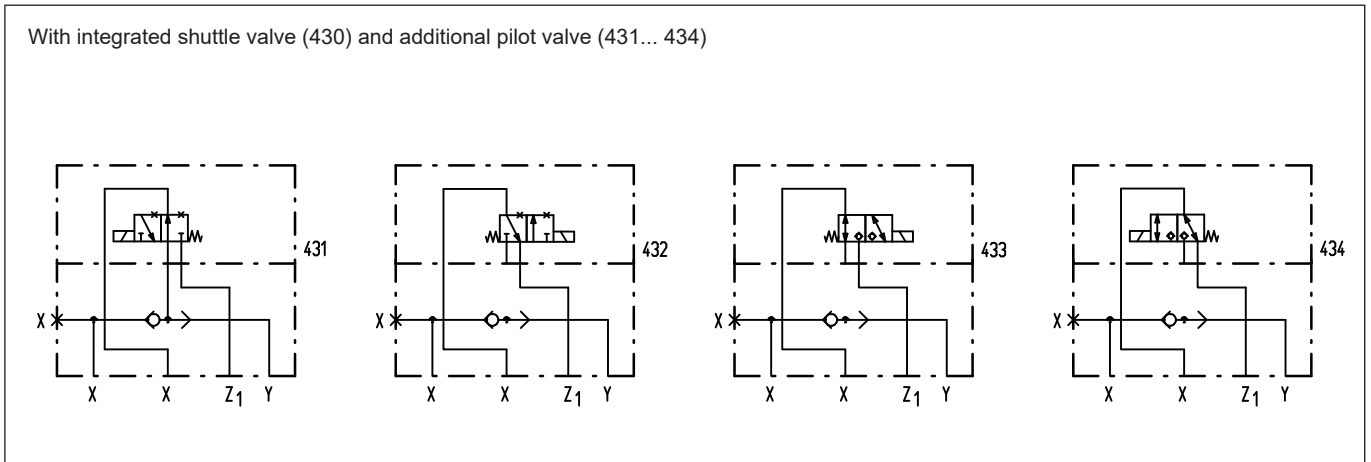 With integrated shuttle valve (430) and additional pilot valve (431... 434)
431
432
433
434
X
X
X
X
X X Z1 Y
X X Z1 Y
X X Z1 Y
X X Z1 Y